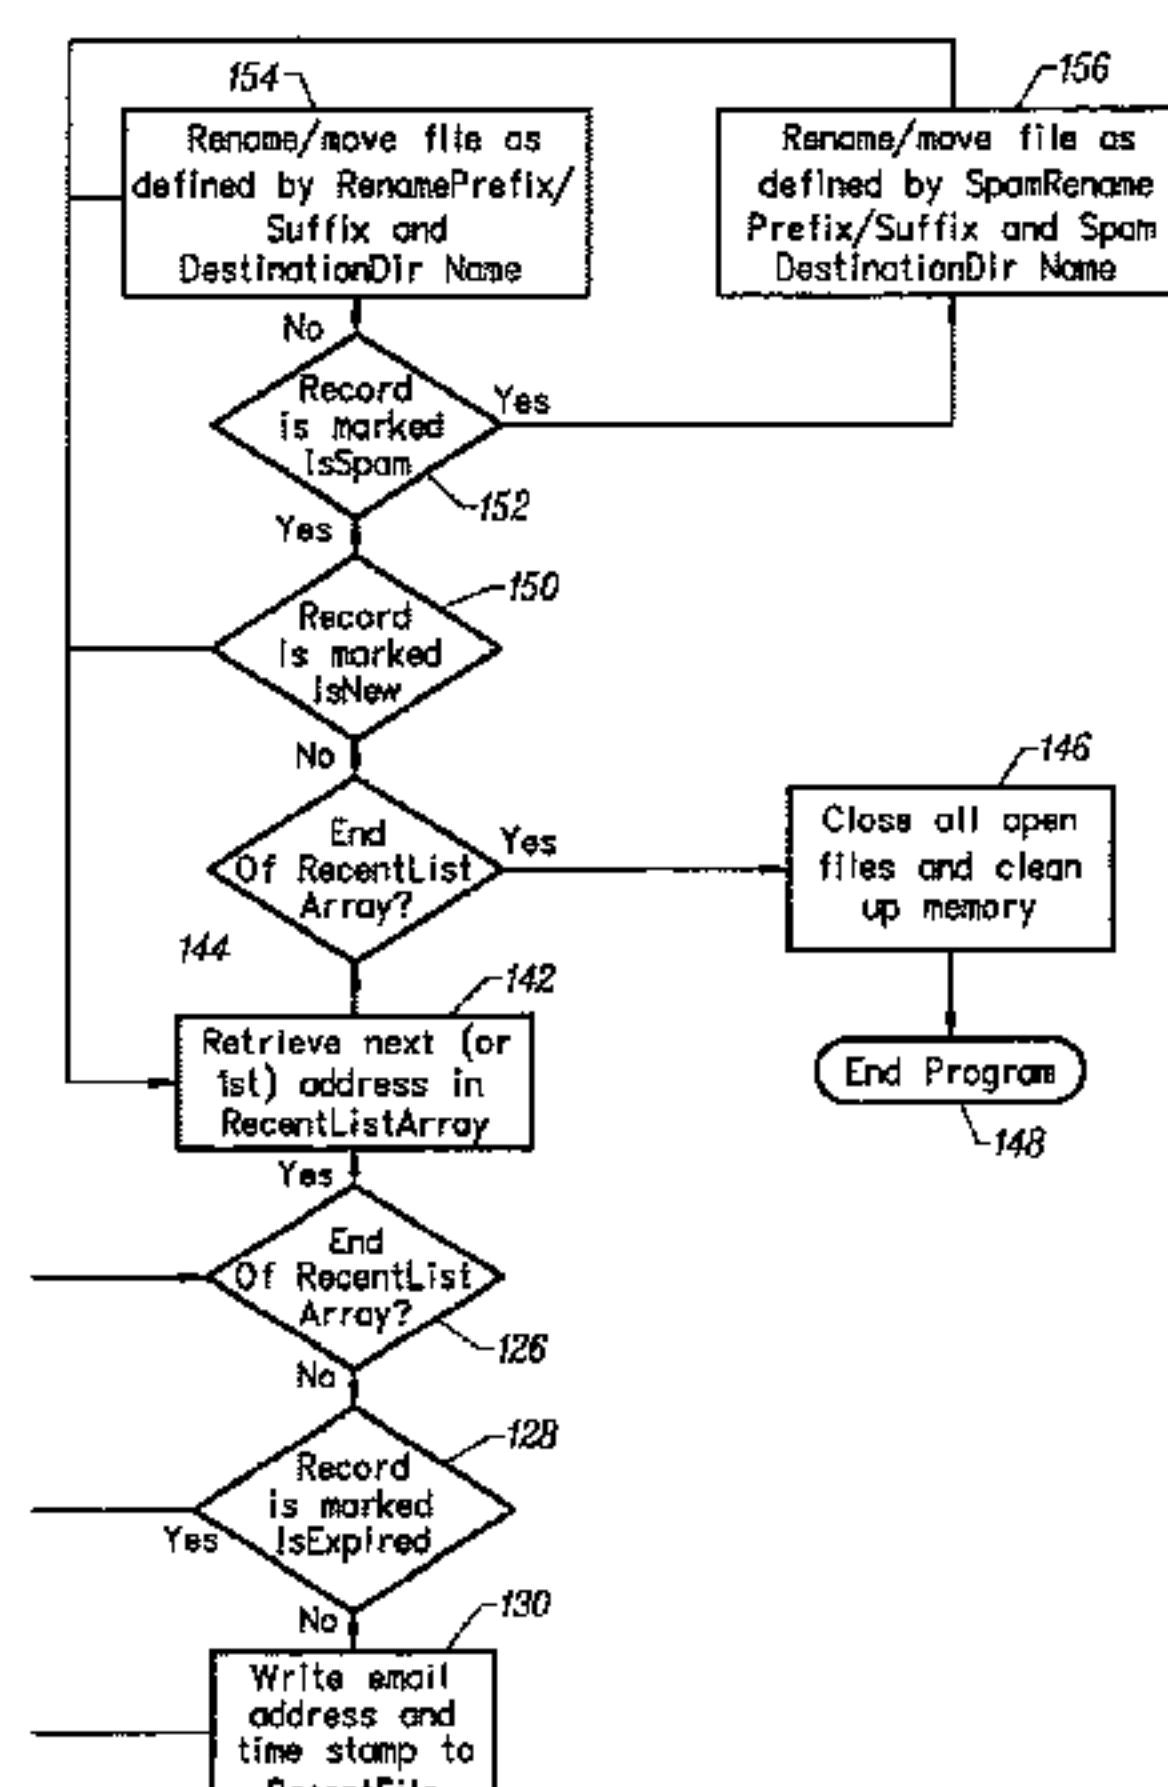 154
Rename/move file as
defined by RenamePrefix/
Suffix and
DestinationDir Name
156
Rename/move file as
defined by SpamRename
Prefix/Suffix and Spam
DestinationDir Name
No
Record
is marked
IsSpam
Yes
152
Yes
150
Record
is marked
IsNew
No
End
Of RecentList
Array?
Yes
144
146
Close all open
files and clean
up memory
142
Retrieve next (or
1st) address in
RecentListArray
End Program
148
Yes
End
Of RecentList
Array?
126
No
128
Record
is marked
IsExpired
Yes
No
130
Write email
address and
time stamp to